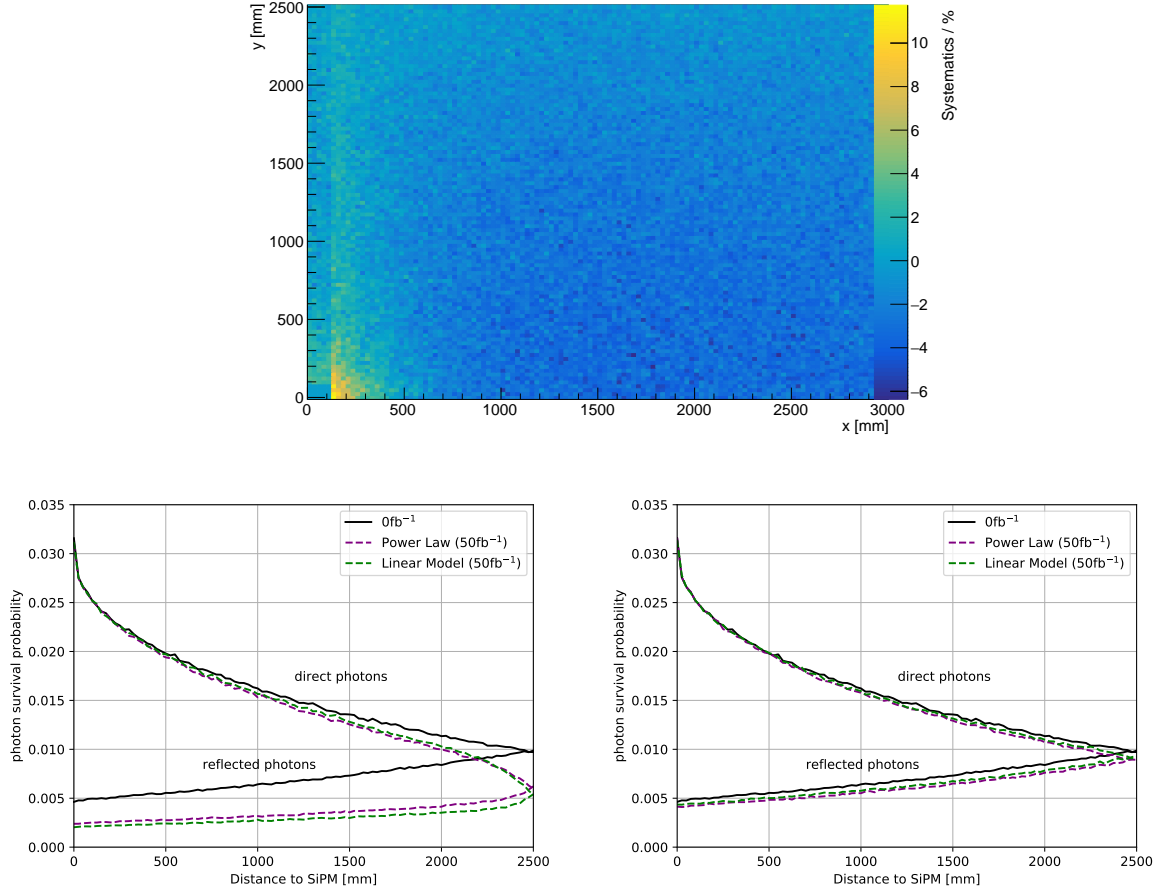 y [mm]
2500
2000
1500
1000
500
0
0 500 1000 1500 2000 2500 3000
x [mm]
10
8
6
4
2
0
−2
−4
−6
Systematics / %
photon survival probability
0.035
0.030
0.025
0.020
0.015
0.010
0.005
0.000
0fb⁻¹
Power Law (50fb⁻¹)
Linear Model (50fb⁻¹)
direct photons
reflected photons
0 500 1000 1500 2000 2500
Distance to SiPM [mm]
photon survival probability
0.035
0.030
0.025
0.020
0.015
0.010
0.005
0.000
0fb⁻¹
Power Law (50fb⁻¹)
Linear Model (50fb⁻¹)
direct photons
reflected photons
0 500 1000 1500 2000 2500
Distance to SiPM [mm]